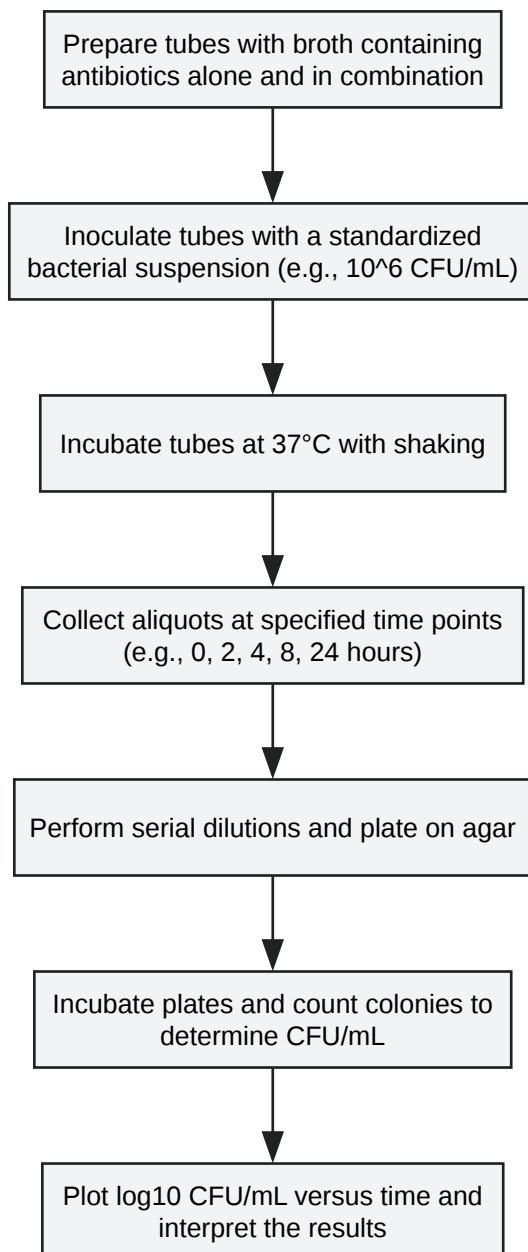 Prepare tubes with broth containing
antibiotics alone and in combination
Inoculate tubes with a standardized
bacterial suspension (e.g., 10^6 CFU/mL)
Incubate tubes at 37°C with shaking
Collect aliquots at specified time points
(e.g., 0, 2, 4, 8, 24 hours)
Perform serial dilutions and plate on agar
Incubate plates and count colonies to
determine CFU/mL
Plot log10 CFU/mL versus time and
interpret the results